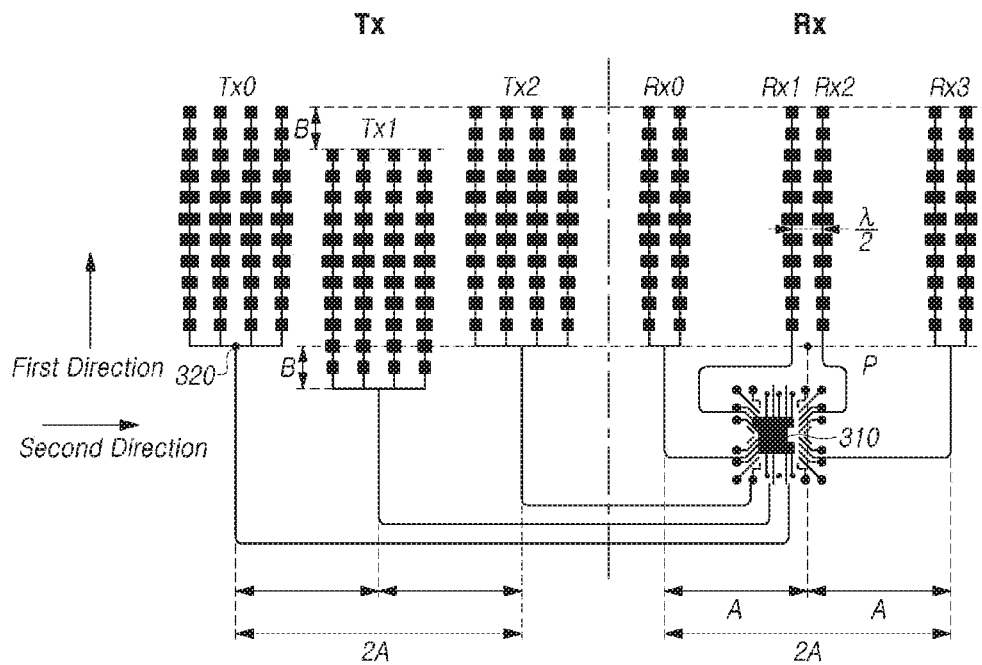 Tx
Rx
Tx0
Tx2
Rx0
Rx1
Rx2
Rx3
B
Tx1
λ
2
First Direction
320
B
P
Second Direction
310
A
A
2A
2A